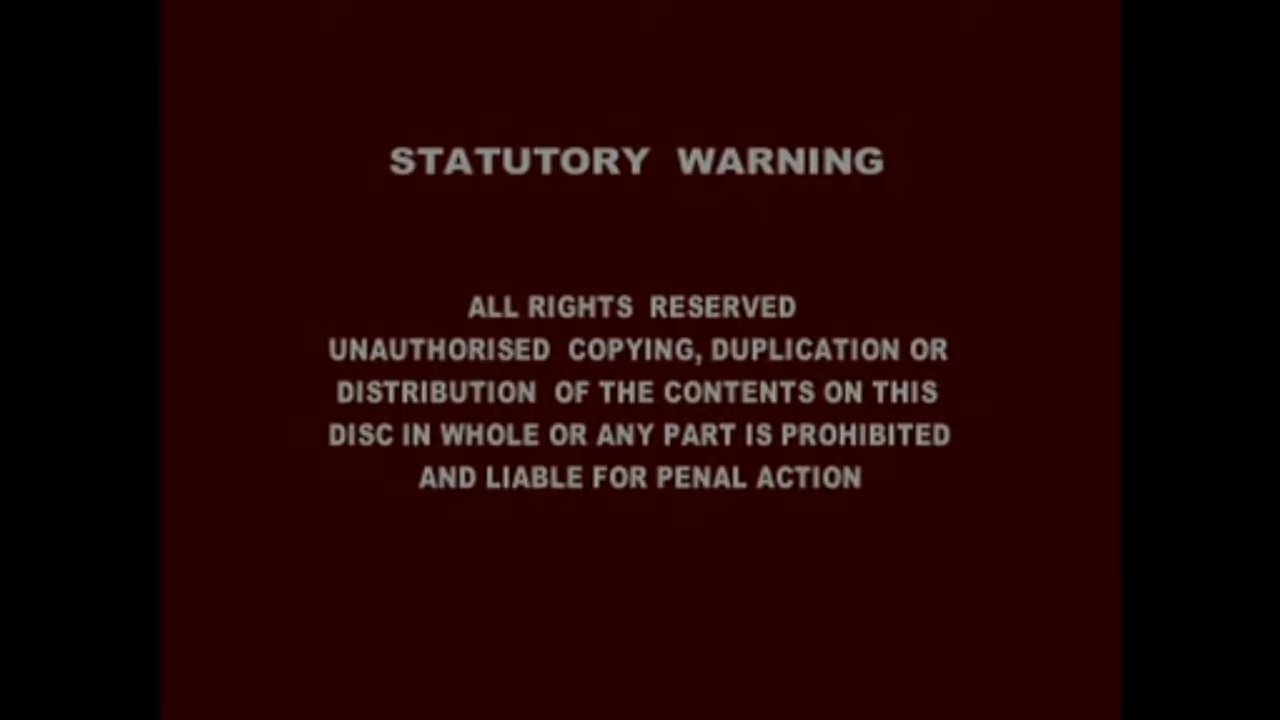 STATUTORY WARNING
ALL RIGHTS RESERVED
UNAUTHORISED COPYING, DUPLICATION OR
DISTRIBUTION OF THE CONTENTS ON THIS
DISC IN WHOLE OR ANY PART IS PROHIBITED
AND LIABLE FOR PENAL ACTION